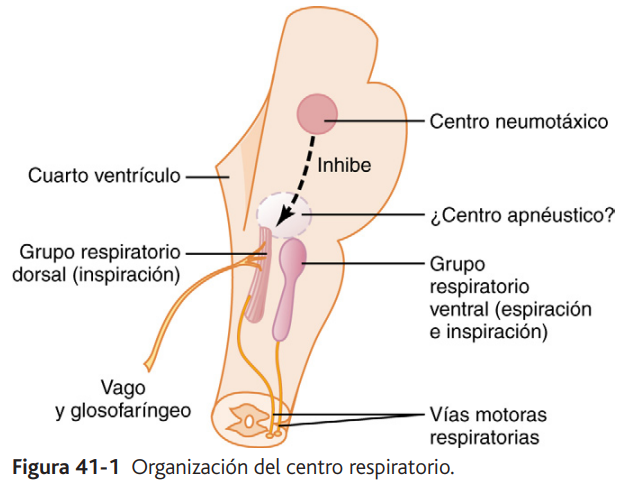 Centro neumotáxico
Inhibe
Cuarto ventrículo
¿Centro apnéustico?
Grupo respiratorio
dorsal (inspiración)
Grupo
respiratorio
ventral (espiración
e inspiración)
Vago
y glosofaríngeo
Vías motoras
respiratorias
Figura 41-1 Organización del centro respiratorio.